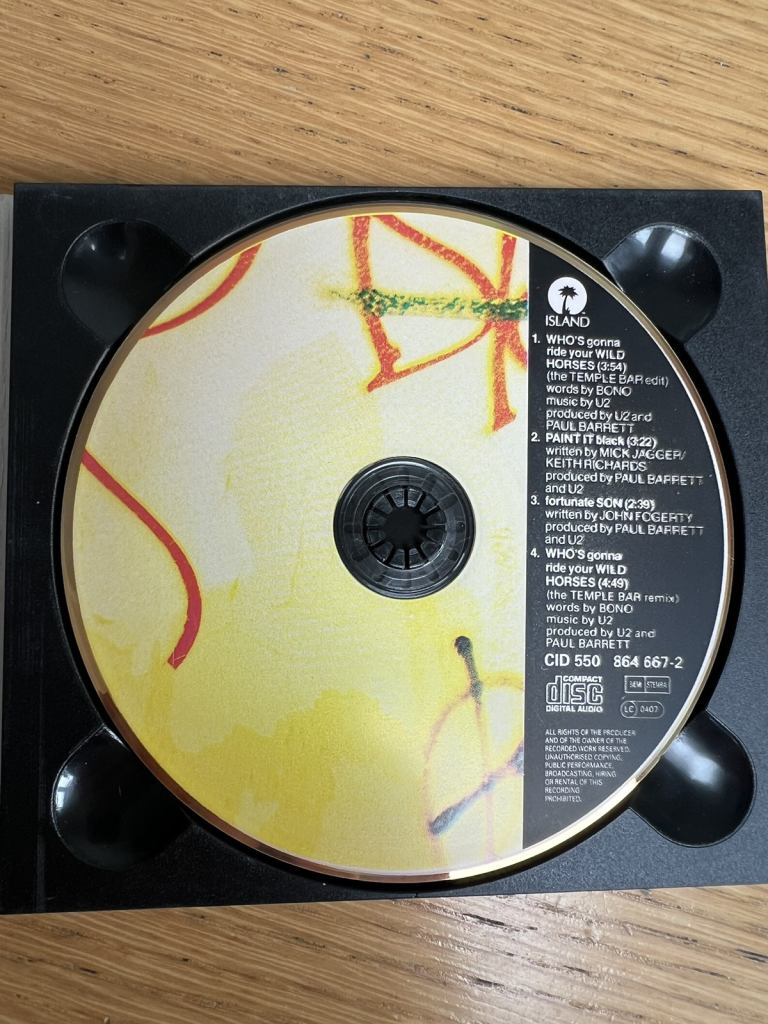 ISLAND
1. WHO'S gonna
ride your WILD
HORSES (3:54)
(the TEMPLE BAR edit)
words by BONO
music by U2
produced by U2 and
PAUL BARRETT
2. PAINT IT black (3:22)
written by MICK JAGGER/
KEITH RICHARDS
produced by PAUL BARRETT
and U2
3. fortunate SON (2:39)
written by JOHN FOGERTY
produced by PAUL BARRETT
and U2
4. WHO'S gonna
ride your WILD
HORSES (4:49)
(the TEMPLE BAR remix)
words by BONO
music by U2
produced by U2 and
PAUL BARRETT
CID 550 864 667-2
COMPACT
disc
DIGITAL AUDIO
BIEM STEMRA
LC 0407
ALL RIGHTS OF THE PRODUCER
AND OF THE OWNER OF THE
RECORDED WORK RESERVED.
UNAUTHORISED COPYING,
PUBLIC PERFORMANCE,
BROADCASTING, HIRING
OR RENTAL OF THIS
RECORDING
PROHIBITED.